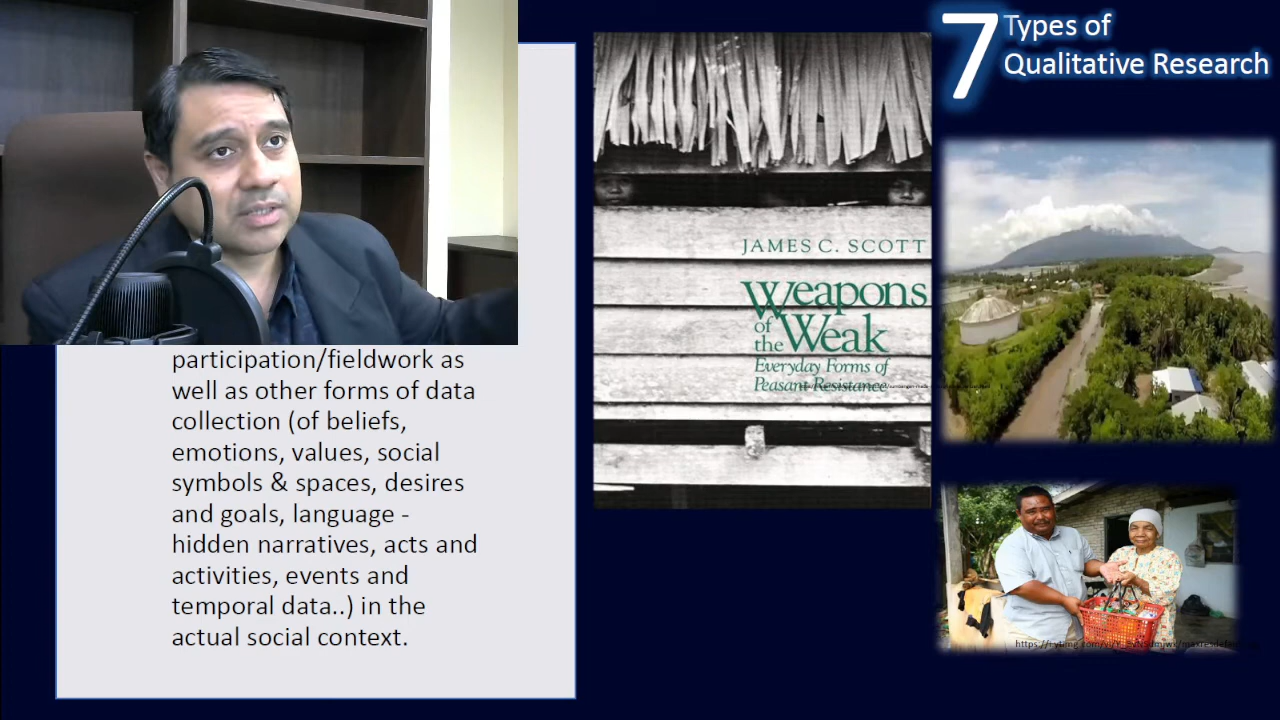 7 Types of
Qualitative Research
participation/fieldwork as
well as other forms of data
collection (of beliefs,
emotions, values, social
symbols & spaces, desires
and goals, language -
hidden narratives, acts and
activities, events and
temporal data..) in the
actual social context.
JAMES C. SCOTT
Weapons
of
the Weak
Everyday Forms of
Peasant Resistance